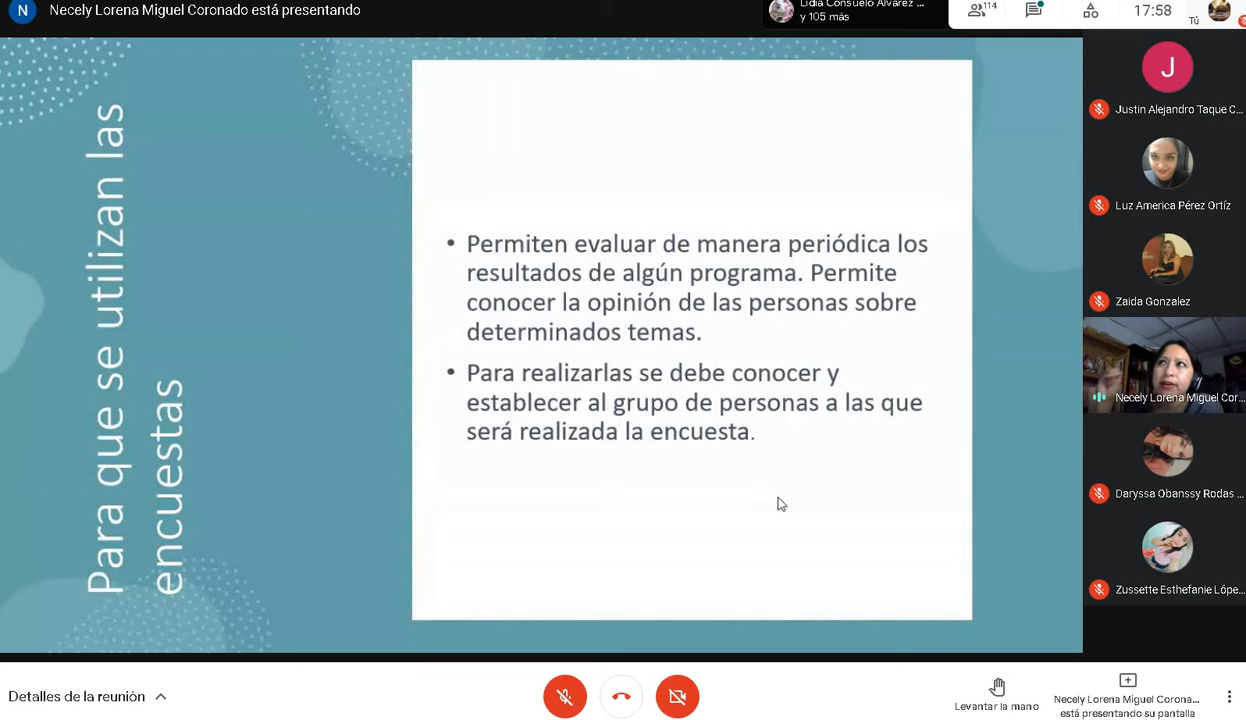 N
Necely Lorena Miguel Coronado está presentando
Lidia Consuelo Alvarez ...
y 105 más
114
17:58
Tú
Para que se utilizan las
encuestas
• Permiten evaluar de manera periódica los
resultados de algún programa. Permite
conocer la opinión de las personas sobre
determinados temas.
• Para realizarlas se debe conocer y
establecer al grupo de personas a las que
será realizada la encuesta.
J
Justin Alejandro Taque C...
Luz America Pérez Ortíz
Zaida Gonzalez
Necely Lorena Miguel Cor...
Daryssa Obanssy Rodas ...
Zussette Esthefanie Lópe...
Detalles de la reunión
Levantar la mano
Necely Lorena Miguel Corona...
está presentando su pantalla